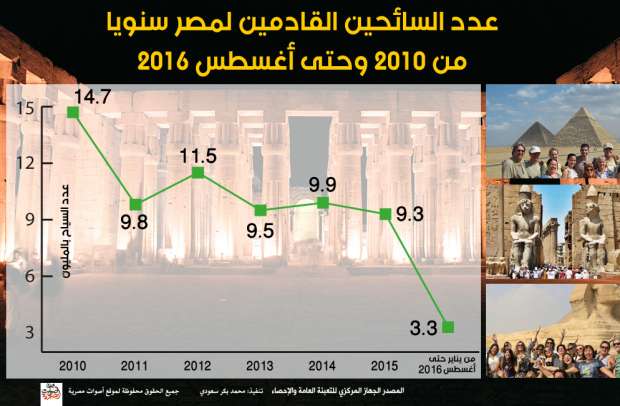 عدد السائحين القادمين لمصر سنويا
من 2010 وحتى أغسطس 2016
عدد السياح بالمليون
15
12
9
6
3
14.7
9.8
11.5
9.5
9.9
9.3
3.3
2010
2011
2012
2013
2014
2015
من يناير حتى
أغسطس 2016
المصدر الجهاز المركزي للتعبئة العامة والإحصاء
تنفيذ: محمد بكر سعودي
جميع الحقوق محفوظة لموقع أصوات مصرية